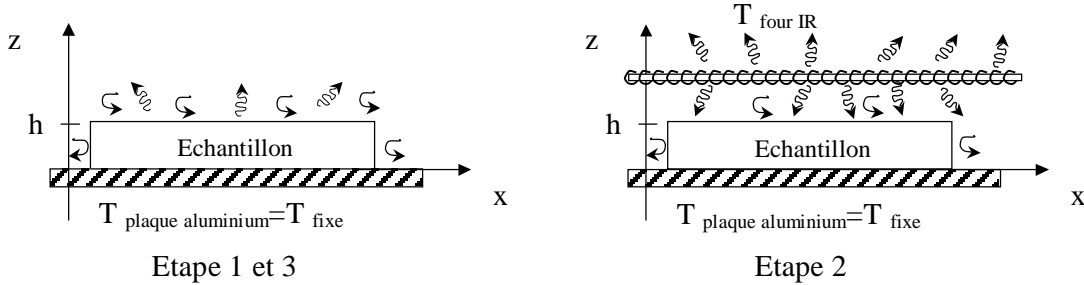 z
h
Echantillon
x
T plaque aluminium=T fixe
Etape 1 et 3
T four IR
z
h
Echantillon
x
T plaque aluminium=T fixe
Etape 2